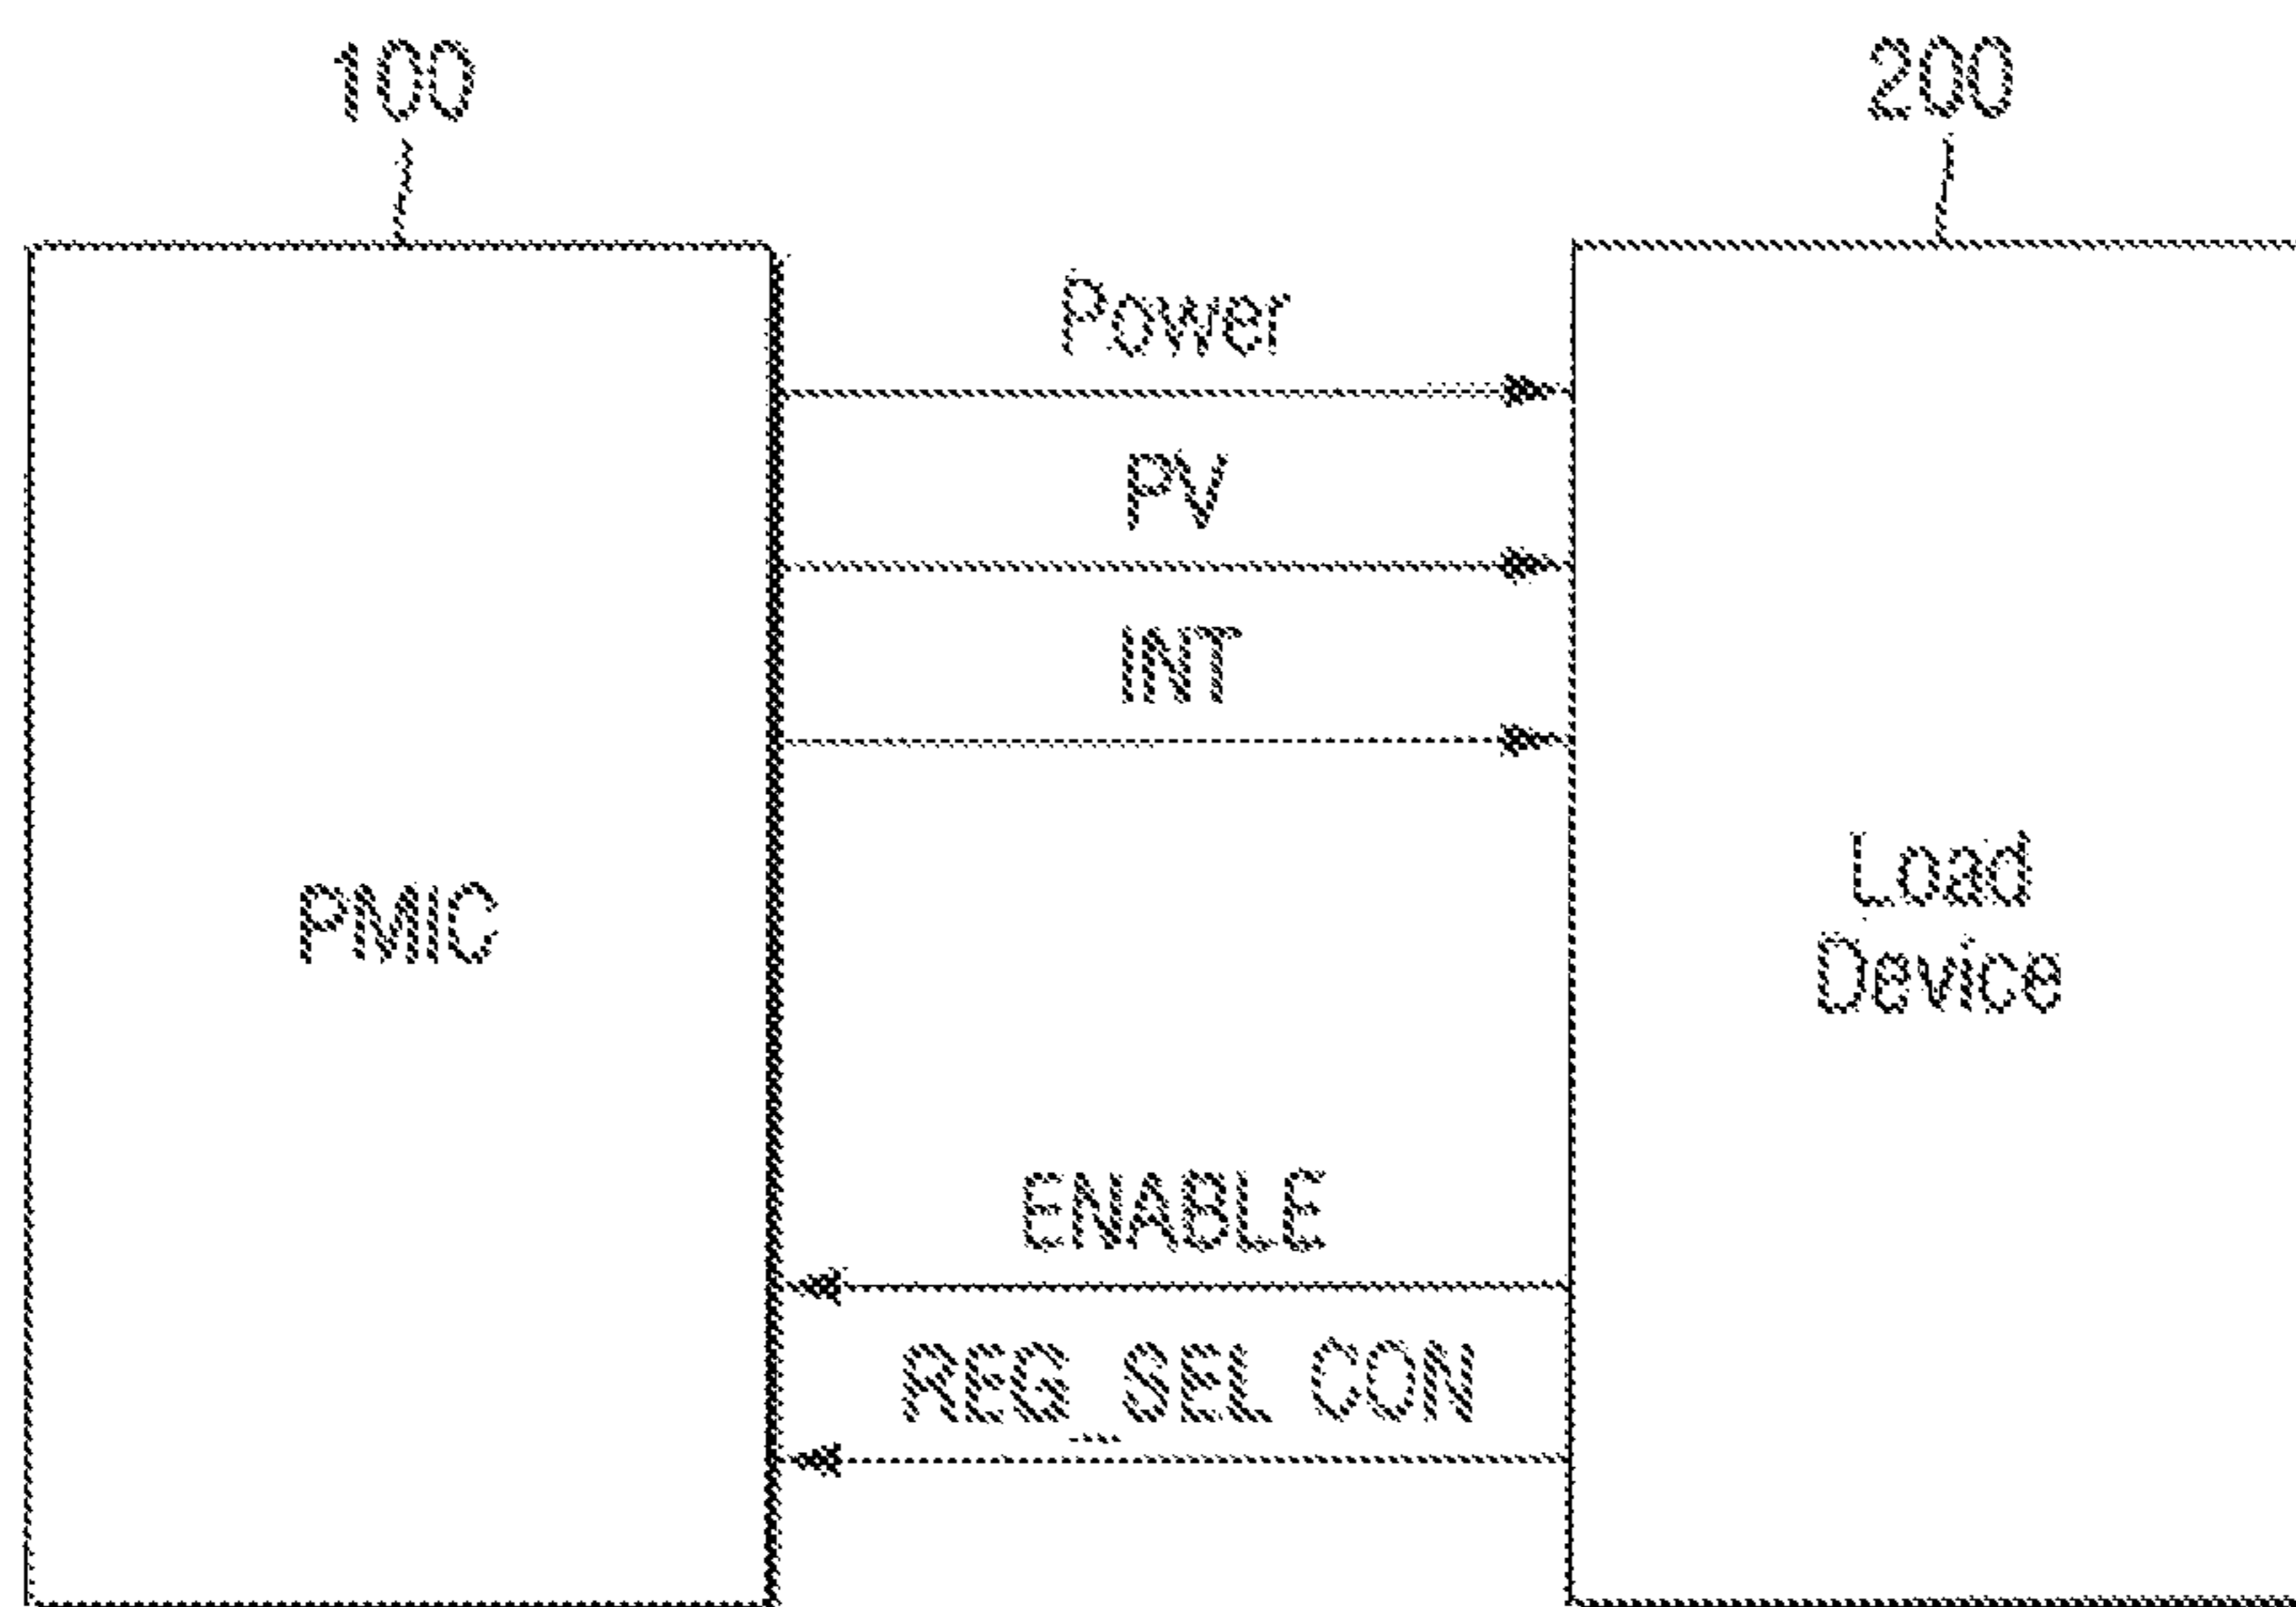 100
200
Power
PV
INT
PMIC
Load
Device
ENABLE
REG_SEL CON